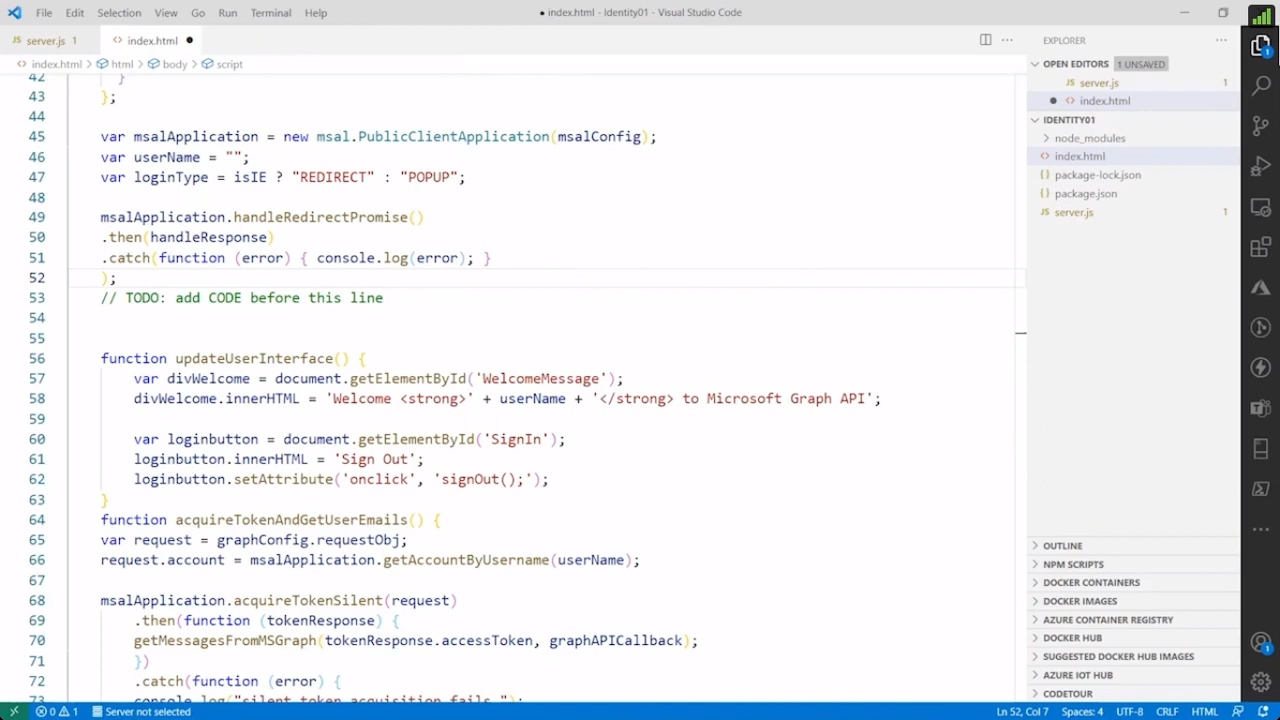 File Edit Selection View Go Run Terminal Help ● index.html - Identity01 - Visual Studio Code
JS server.js 1 <> index.html ●
<> index.html > html > body > script
42 }
43 };
44
45 var msalApplication = new msal.PublicClientApplication(msalConfig);
46 var userName = "";
47 var loginType = isIE ? "REDIRECT" : "POPUP";
48
49 msalApplication.handleRedirectPromise()
50 .then(handleResponse)
51 .catch(function (error) { console.log(error); }
52 );
53 // TODO: add CODE before this line
54
55
56 function updateUserInterface() {
57 var divWelcome = document.getElementById('WelcomeMessage');
58 divWelcome.innerHTML = 'Welcome <strong>' + userName + '</strong> to Microsoft Graph API';
59
60 var loginbutton = document.getElementById('SignIn');
61 loginbutton.innerHTML = 'Sign Out';
62 loginbutton.setAttribute('onclick', 'signOut();');
63 }
64 function acquireTokenAndGetUserEmails() {
65 var request = graphConfig.requestObj;
66 request.account = msalApplication.getAccountByUsername(userName);
67
68 msalApplication.acquireTokenSilent(request)
69 .then(function (tokenResponse) {
70 getMessagesFromMSGraph(tokenResponse.accessToken, graphAPICallback);
71 })
72 .catch(function (error) {
73 console.log("silent token acquisition fails.");
EXPLORER ...
OPEN EDITORS 1 UNSAVED
JS server.js 1
● <> index.html
IDENTITY01
node_modules
<> index.html
{} package-lock.json
{} package.json
JS server.js 1
OUTLINE
NPM SCRIPTS
DOCKER CONTAINERS
DOCKER IMAGES
AZURE CONTAINER REGISTRY
DOCKER HUB
SUGGESTED DOCKER HUB IMAGES
AZURE IOT HUB
CODETOUR
1
1
0 1 Server not selected Ln 52, Col 7 Spaces: 4 UTF-8 CRLF HTML